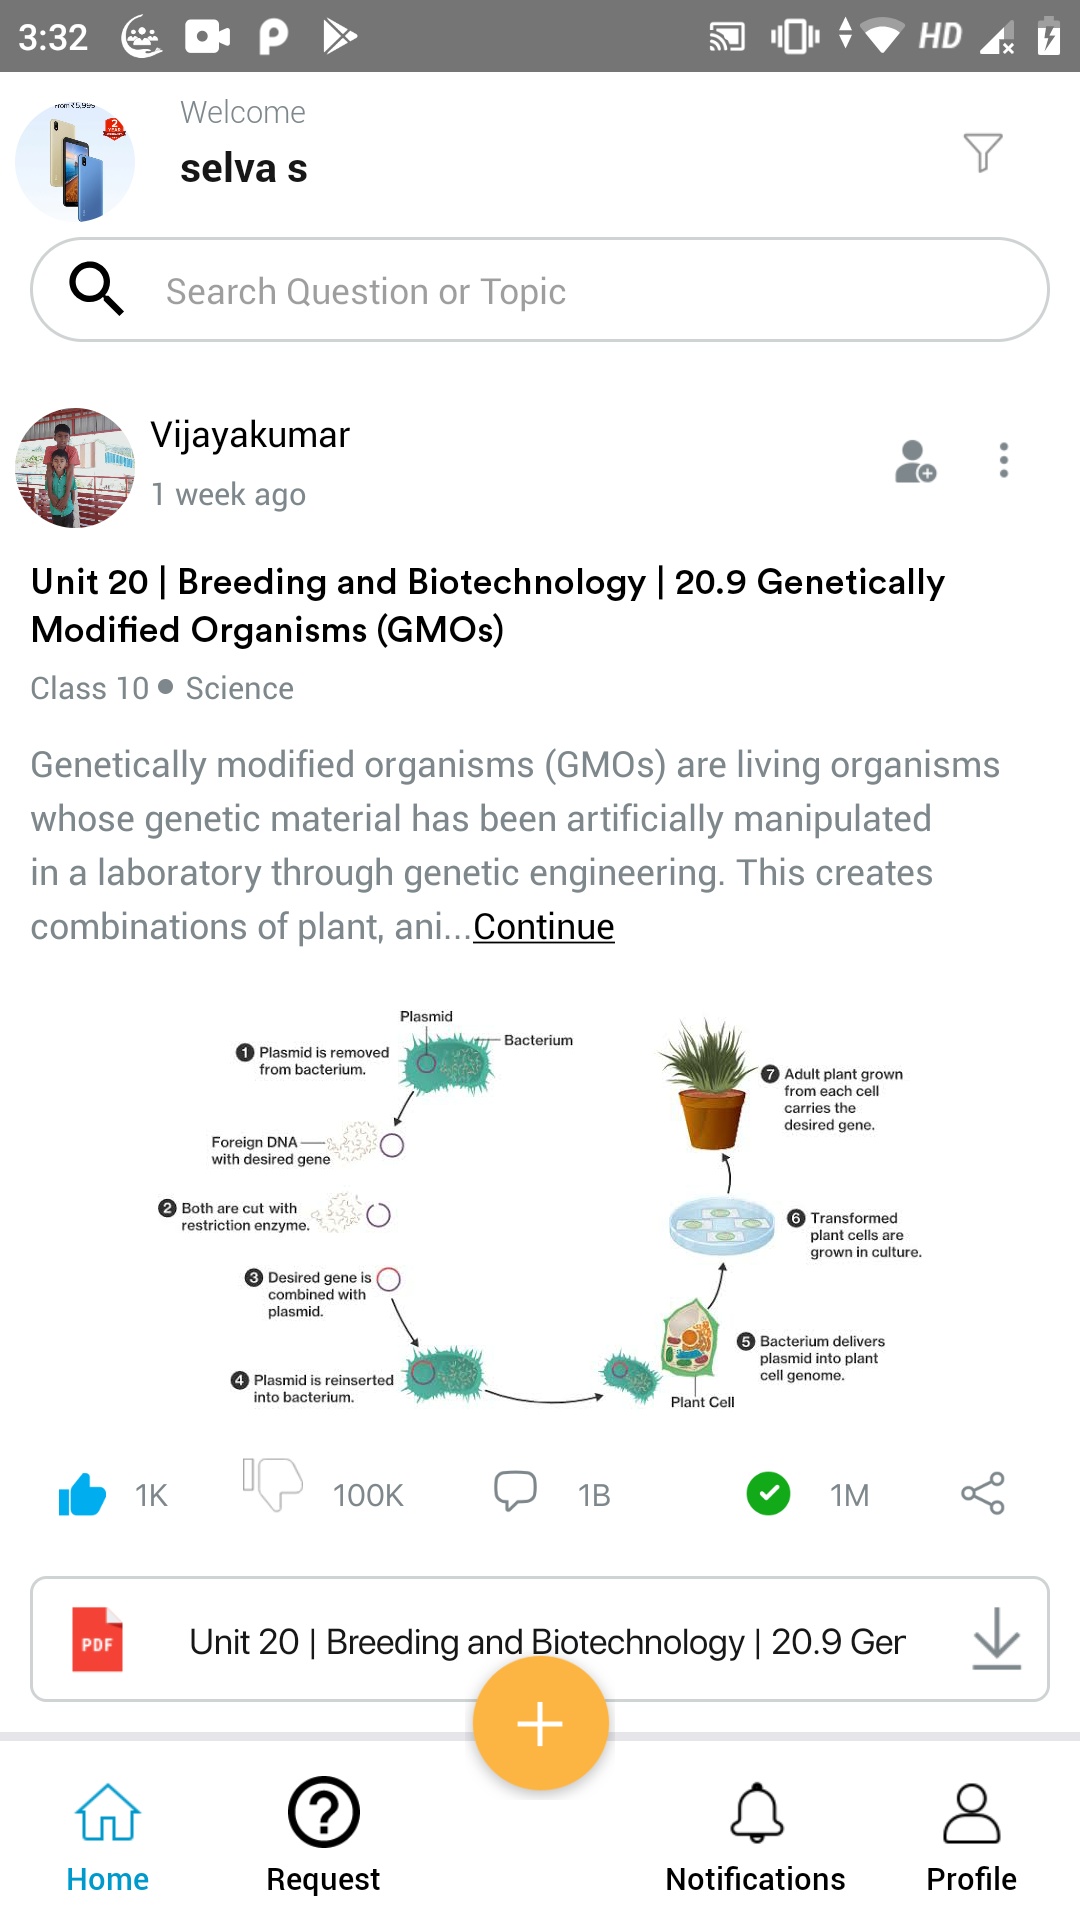 3:32
HD
From ₹5,995
2
Welcome
selva s
Search Question or Topic
Vijayakumar
1 week ago
Unit 20 | Breeding and Biotechnology | 20.9 Genetically
Modified Organisms (GMOs)
Class 10 ● Science
Genetically modified organisms (GMOs) are living organisms
whose genetic material has been artificially manipulated
in a laboratory through genetic engineering. This creates
combinations of plant, ani...Continue
Plasmid
Bacterium
1 Plasmid is removed
from bacterium.
Foreign DNA
with desired gene
2 Both are cut with
restriction enzyme.
3 Desired gene is
combined with
plasmid.
4 Plasmid is reinserted
into bacterium.
7 Adult plant grown
from each cell
carries the
desired gene.
6 Transformed
plant cells are
grown in culture.
5 Bacterium delivers
plasmid into plant
cell genome.
Plant Cell
1K 100K 1B 1M
PDF
Unit 20 | Breeding and Biotechnology | 20.9 Ger
Home Request Notifications Profile